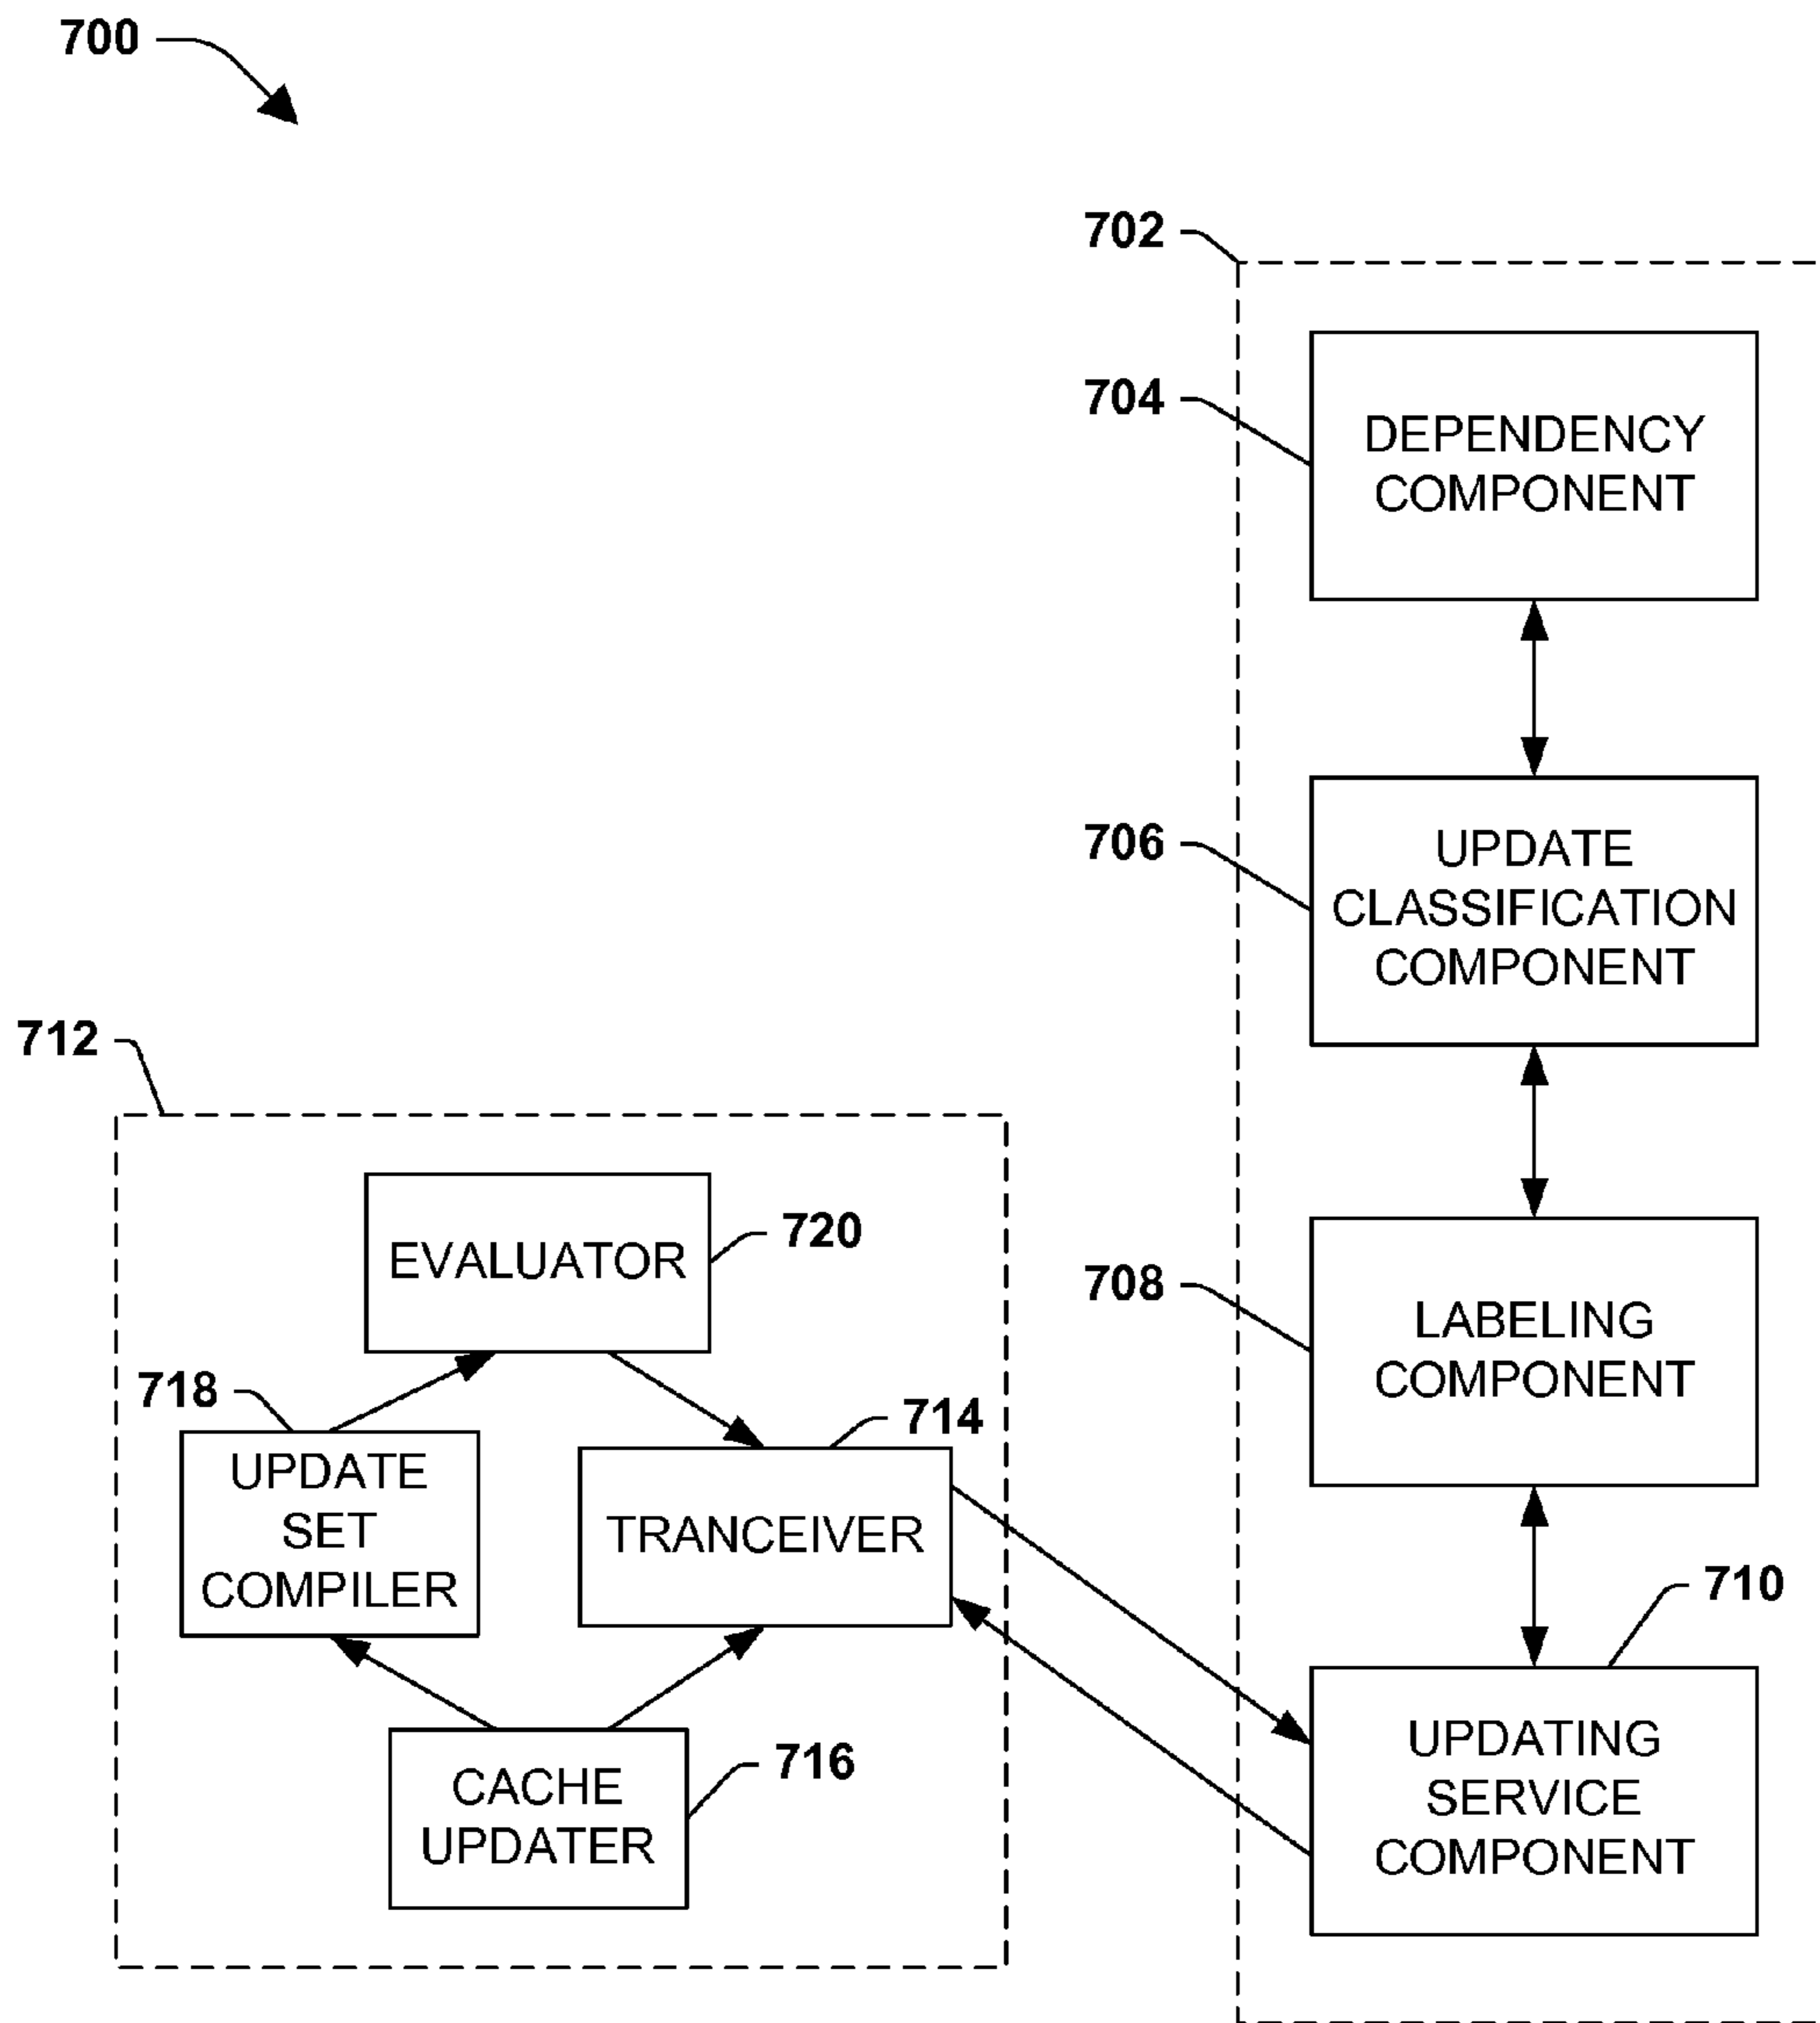 700
702
704
DEPENDENCY
COMPONENT
706
UPDATE
CLASSIFICATION
COMPONENT
712
720
EVALUATOR
708
LABELING
COMPONENT
718
714
UPDATE
SET
COMPILER
TRANCEIVER
710
716
CACHE
UPDATER
UPDATING
SERVICE
COMPONENT